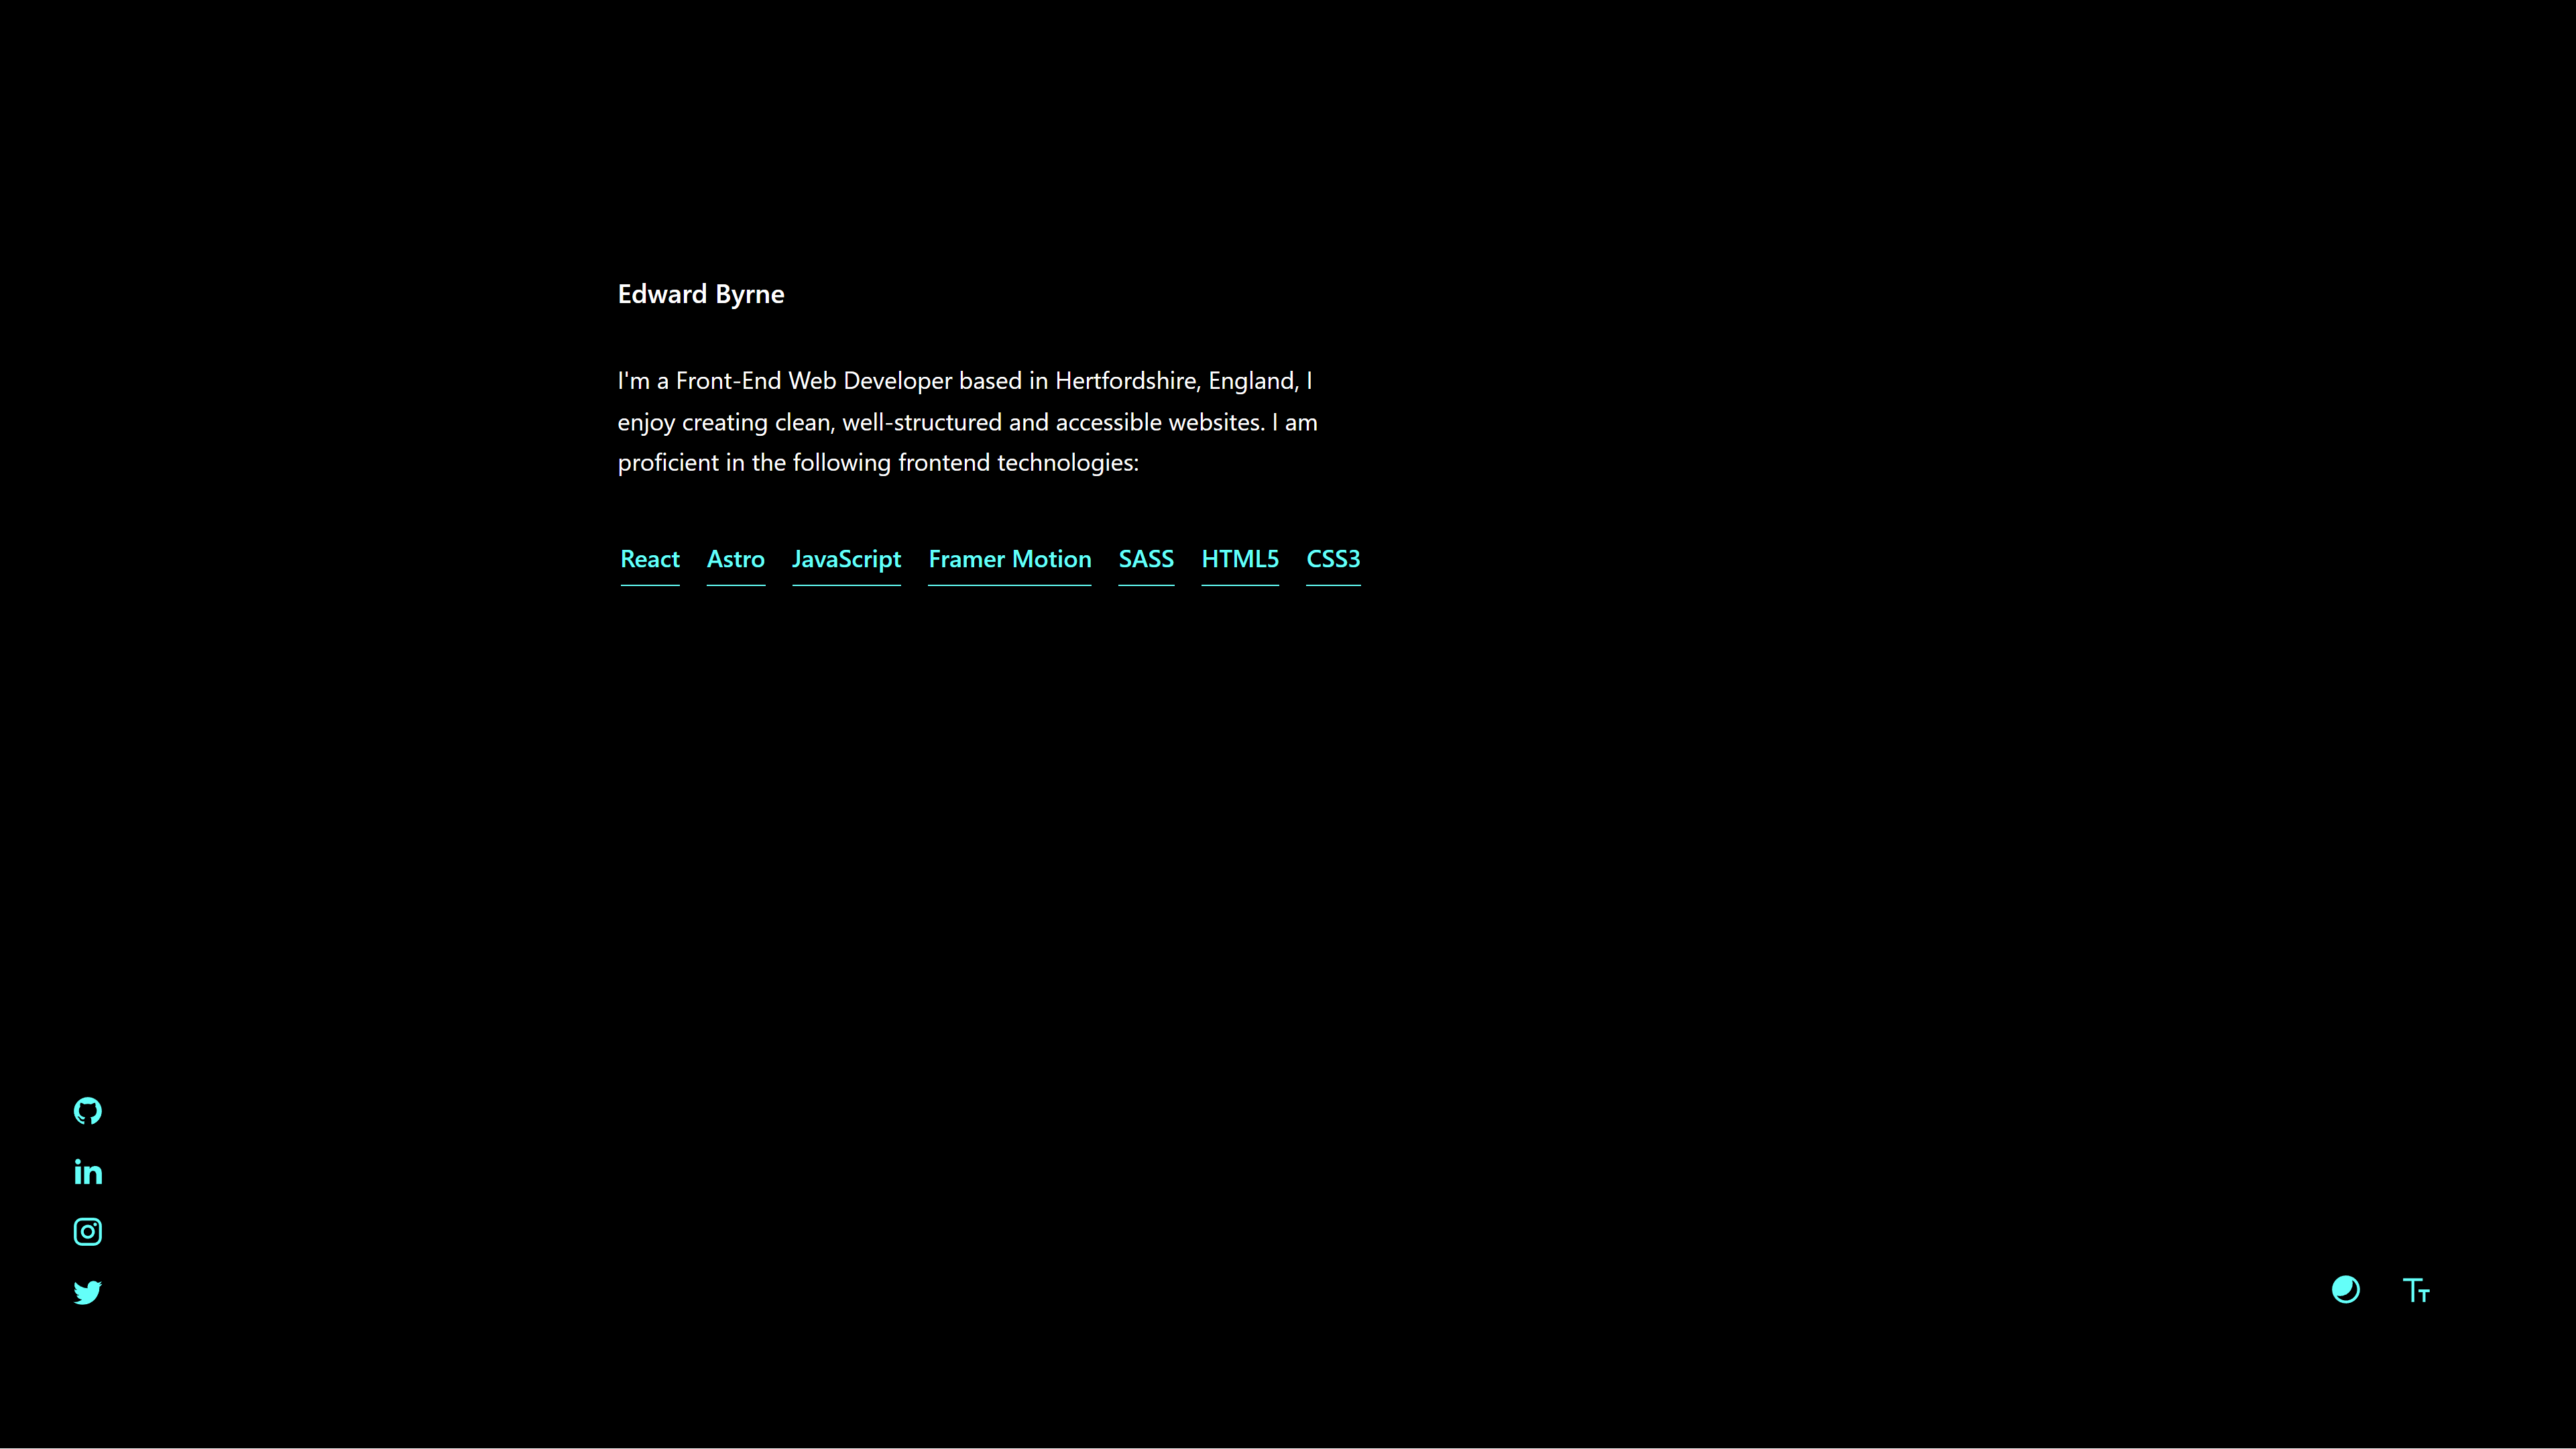 Edward Byrne
I'm a Front-End Web Developer based in Hertfordshire, England, I
enjoy creating clean, well-structured and accessible websites. I am
proficient in the following frontend technologies:
React Astro JavaScript Framer Motion SASS HTML5 CSS3
in
TT